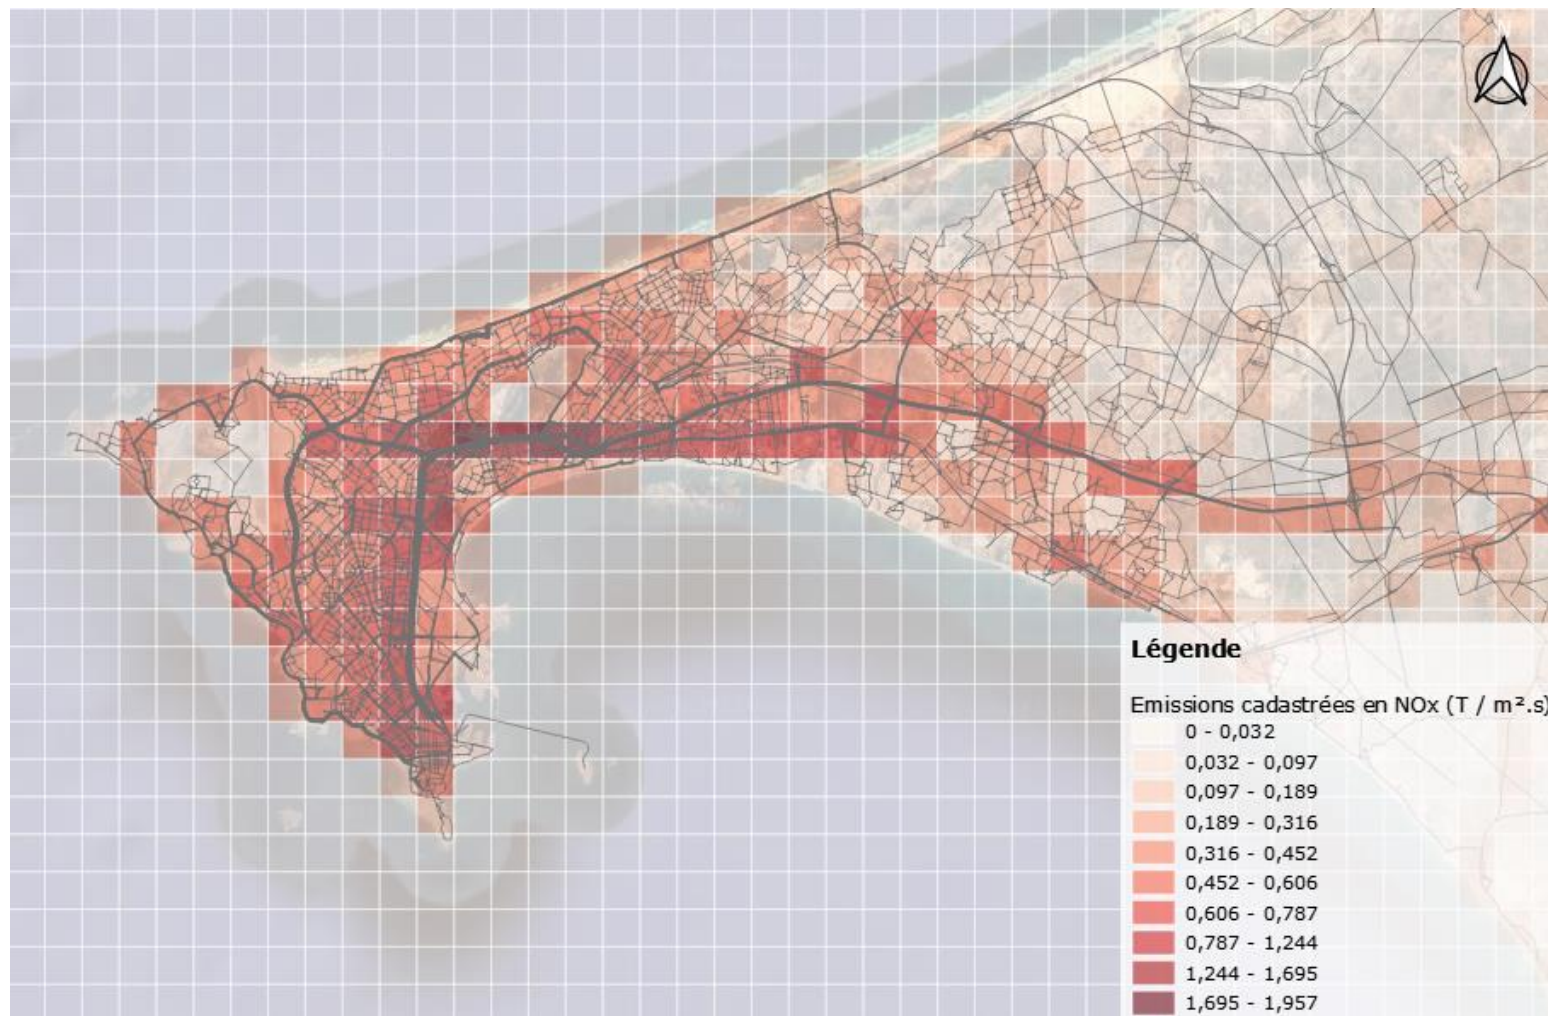 Légende
Emissions cadastrées en NOx (T / m².s)
0 - 0,032
0,032 - 0,097
0,097 - 0,189
0,189 - 0,316
0,316 - 0,452
0,452 - 0,606
0,606 - 0,787
0,787 - 1,244
1,244 - 1,695
1,695 - 1,957